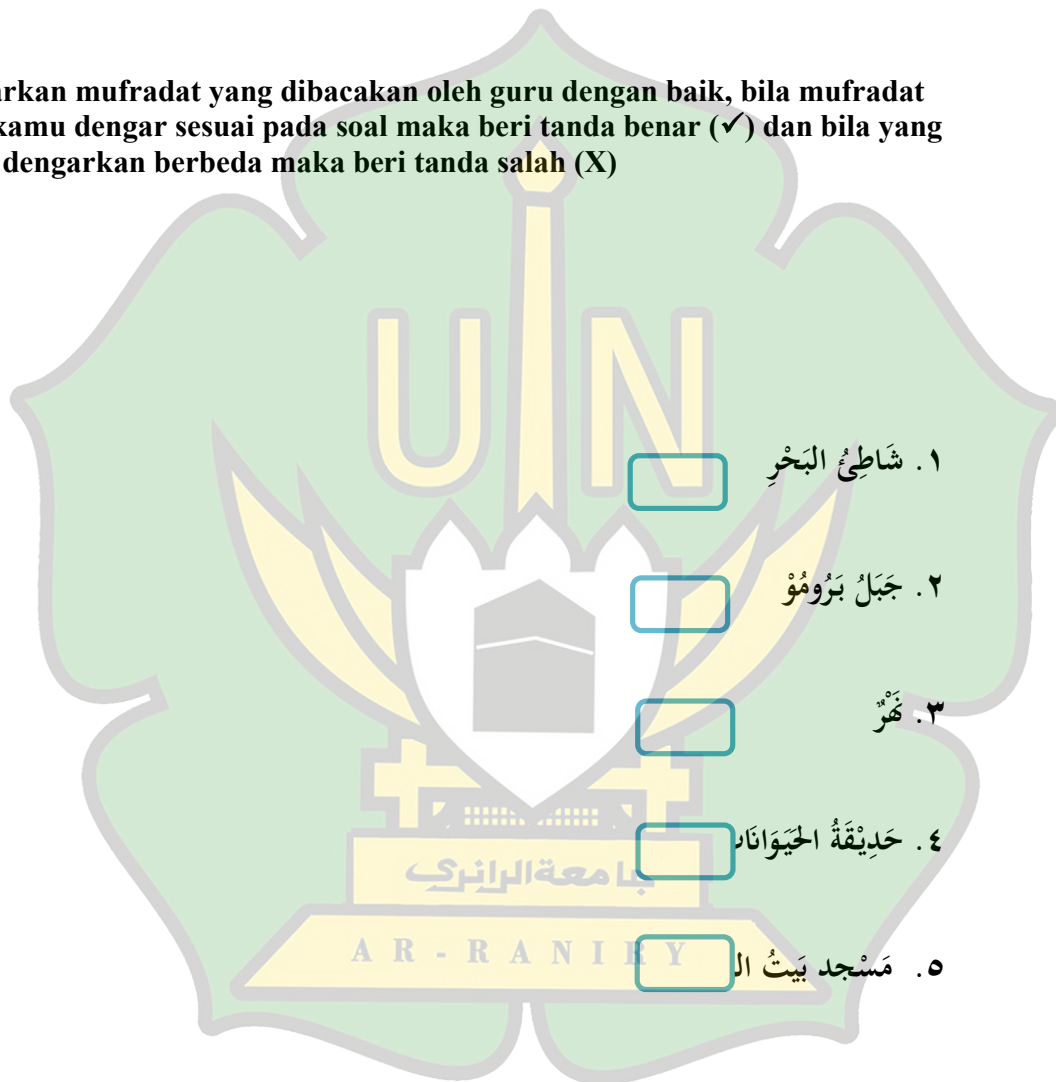 arkan mufradat yang dibacakan oleh guru dengan baik, bila mufradat
kamu dengar sesuai pada soal maka beri tanda benar (✓) dan bila yang
dengarkan berbeda maka beri tanda salah (X)
UIN
١. شَاطِئُ البَحْرِ
٢. جَبَلُ بَرُومُوْ
٣. نَهْرٌ
٤. حَدِيْقَةُ الحَيَوَانَا
جامعة الرانري
AR-RANIRY
٥. مَسْجد بَيتُ ال